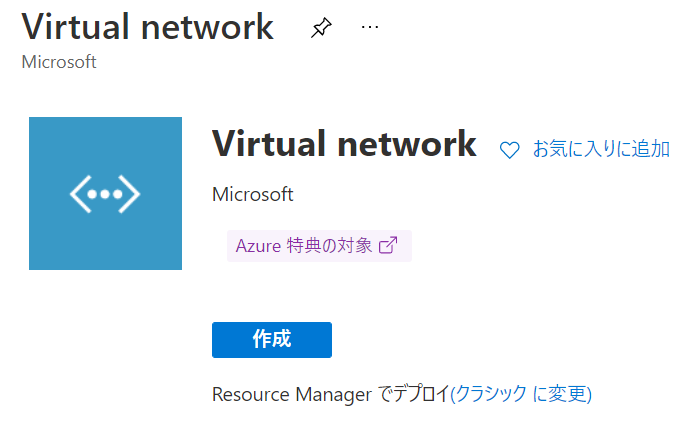 Virtual network
Microsoft
Virtual network
お気に入りに追加
Microsoft
Azure 特典の対象
作成
Resource Manager でデプロイ(クラシック に変更)